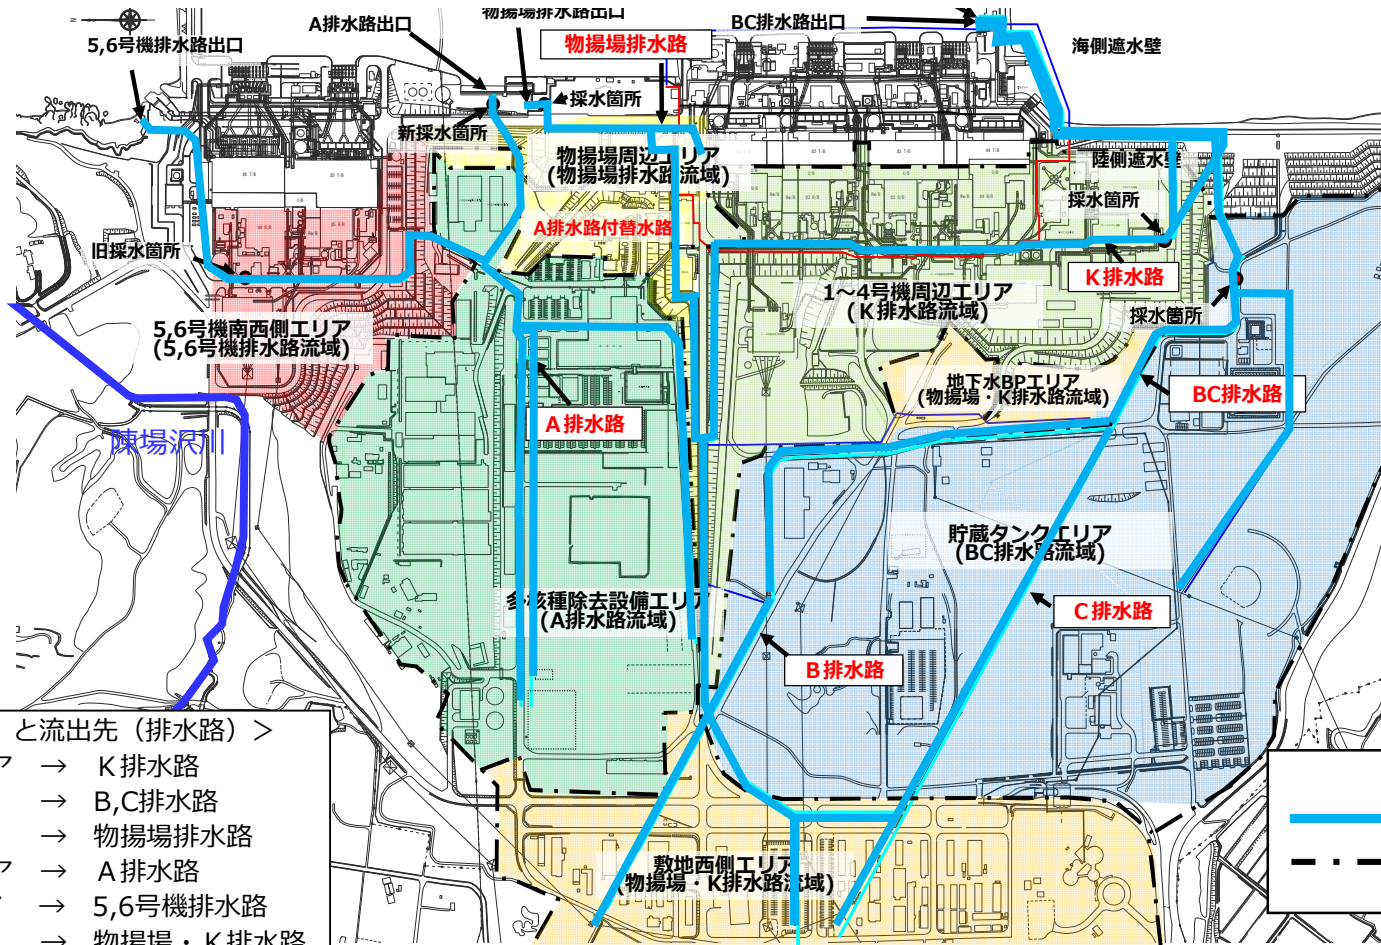 A排水路出口
物揚場排水路出口
BC排水路出口
5,6号機排水路出口
物揚場排水路
海側遮水壁
採水箇所
新採水箇所
物揚場周辺エリア
(物揚場排水路流域)
陸側遮水壁
採水箇所
A排水路付替水路
旧採水箇所
K排水路
1～4号機周辺エリア
(K排水路流域)
採水箇所
5,6号機南西側エリア
(5,6号機排水路流域)
地下水BPエリア
(物揚場・K排水路流域)
BC排水路
A排水路
陳場沢川
貯蔵タンクエリア
(BC排水路流域)
多核種除去設備エリア
(A排水路流域)
C排水路
B排水路
と流出先（排水路）＞
ア → K排水路
→ B,C排水路
→ 物揚場排水路
ア → A排水路
→ 5,6号機排水路
→ 物揚場・K排水路
敷地西側エリア
(物揚場・K排水路流域)